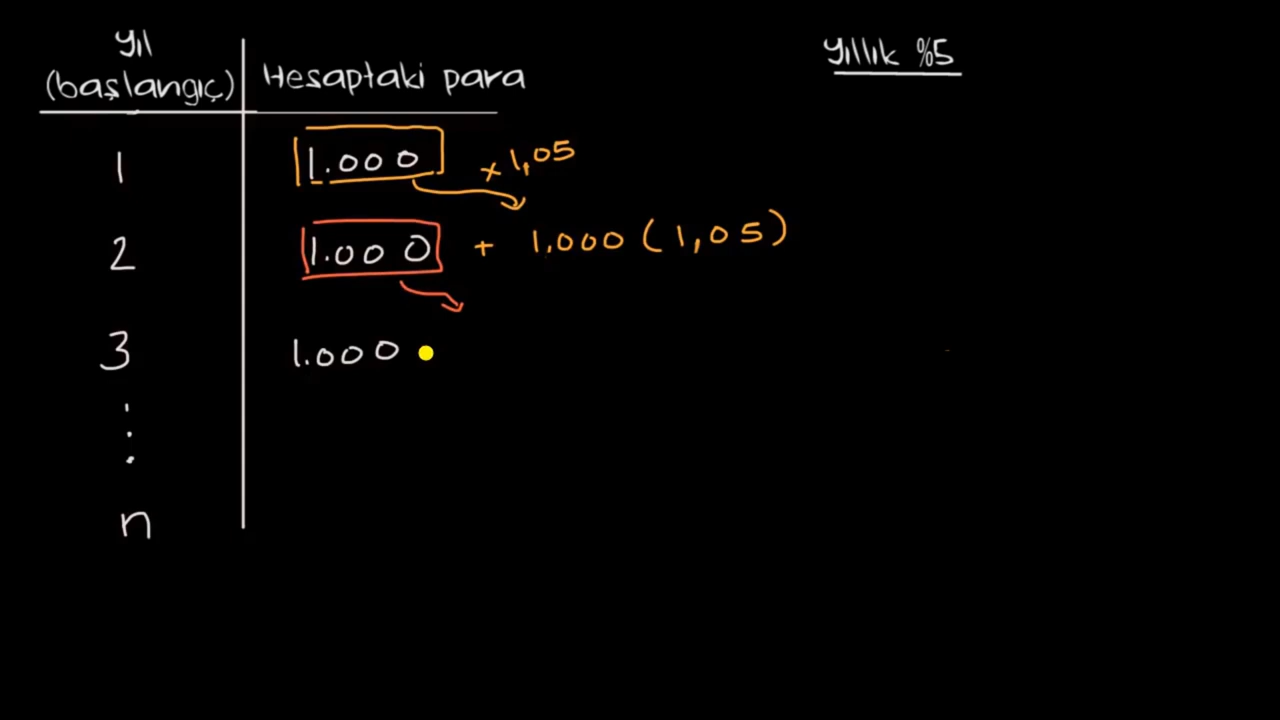 yıl
(başlangıç)
Hesaptaki para
yıllık %5
1
1.000
x 1,05
2
1.000 + 1.000 (1,05)
3
1.000
n